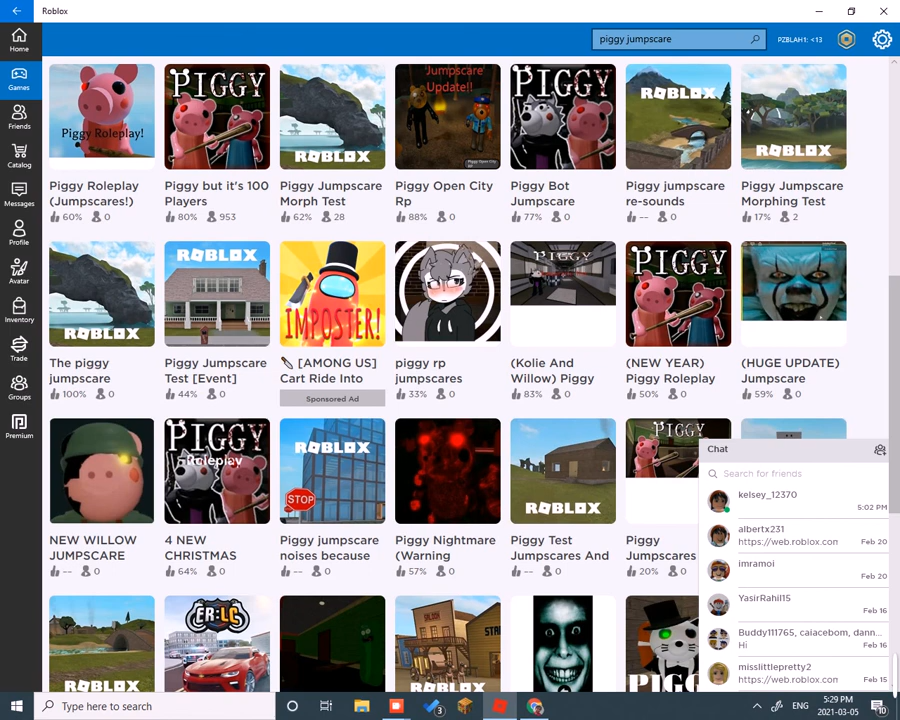 Roblox
piggy jumpscare
PZBLAH1: <13
Home
Games
Friends
Catalog
Messages
Profile
Avatar
Inventory
Trade
Groups
Premium
Piggy Roleplay!
PIGGY
ROBLOX
Jumpscare
Update!!
Piggy Open City
Rp
PIGGY
ROBLOX
ROBLOX
Piggy Roleplay
(Jumpscares!)
60% 0
Piggy but it's 100
Players
80% 953
Piggy Jumpscare
Morph Test
62% 28
Piggy Open City
Rp
88% 0
Piggy Bot
Jumpscare
77% 0
Piggy jumpscare
re-sounds
-- 0
Piggy Jumpscare
Morphing Test
17% 2
ROBLOX
ROBLOX
IMPOSTER!
PIGGY
PIGGY
The piggy
jumpscare
100% 0
Piggy Jumpscare
Test [Event]
44% 0
[AMONG US]
Cart Ride Into
Sponsored Ad
piggy rp
jumpscares
33% 0
(Kolie And
Willow) Piggy
83% 0
(NEW YEAR)
Piggy Roleplay
50% 0
(HUGE UPDATE)
Jumpscare
59% 0
PIGGY
Roleplay
ROBLOX
STOP
ROBLOX
PIGGY
NEW WILLOW
JUMPSCARE
-- 0
4 NEW
CHRISTMAS
64% 0
Piggy jumpscare
noises because
-- 0
Piggy Nightmare
(Warning
57% 0
Piggy Test
Jumpscares And
-- 0
Piggy
Jumpscares
20% 0
ROBLOX
ER:LC
SALOON
ROBLOX
Chat
Search for friends
kelsey_12370
5:02 PM
albertx231
https://web.roblox.com
Feb 20
imramoi
Feb 20
YasirRahil15
Feb 16
Buddy111765, caiacebom, dann...
Hi
Feb 16
misslittlepretty2
Feb 15
Type here to search
3
ENG
5:29 PM
2021-03-05
10